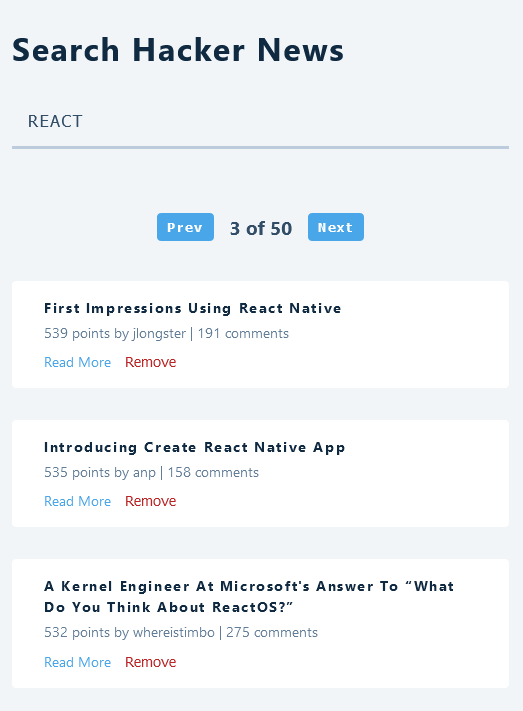 Search Hacker News
REACT
Prev 3 of 50 Next
First Impressions Using React Native
539 points by jlongster | 191 comments
Read More Remove
Introducing Create React Native App
535 points by anp | 158 comments
Read More Remove
A Kernel Engineer At Microsoft's Answer To “What
Do You Think About ReactOS?”
532 points by whereistimbo | 275 comments
Read More Remove